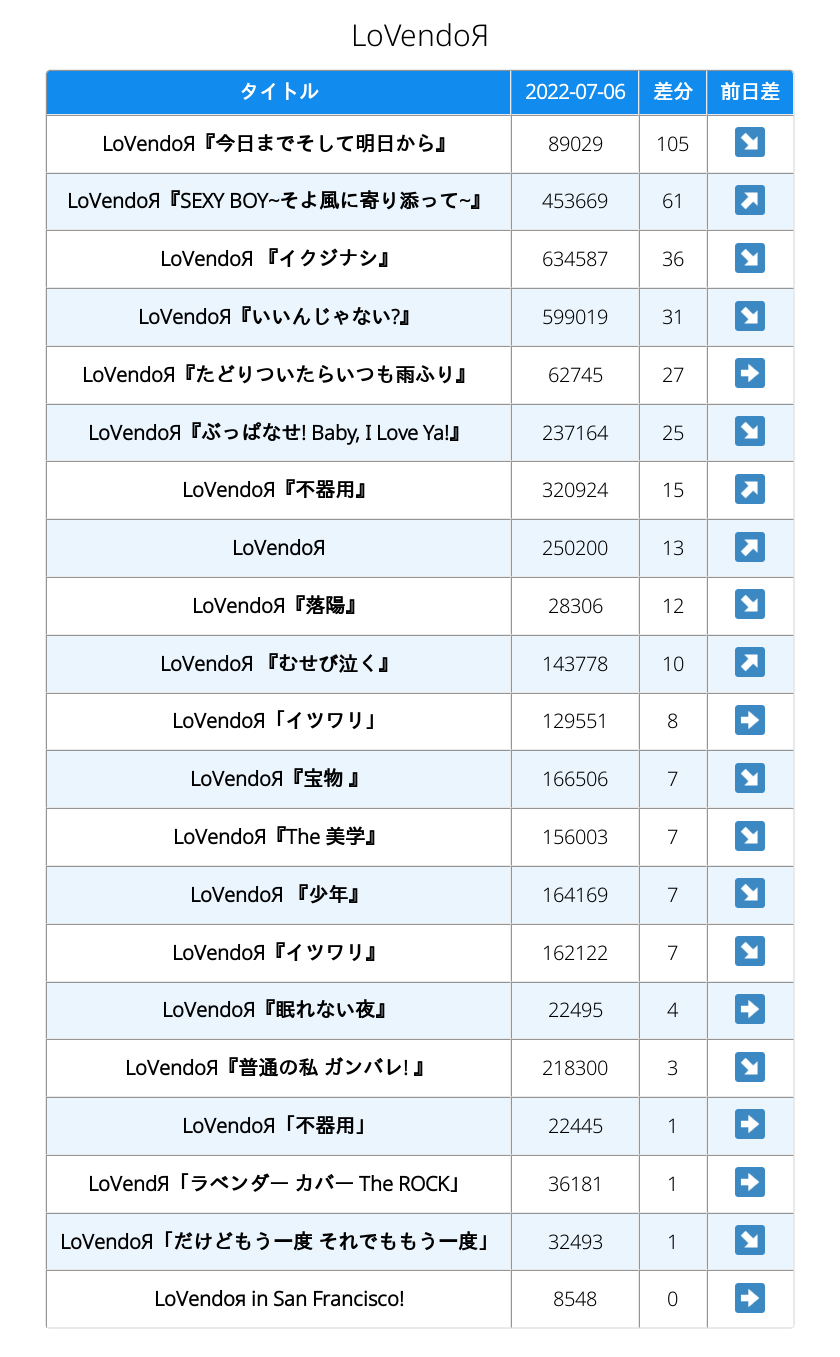 LoVendoЯ
タイトル 2022-07-06 差分 前日差
LoVendoЯ『今日までそして明日から』 89029 105 ↘
LoVendoЯ『SEXY BOY~そよ風に寄り添って~』 453669 61 ↗
LoVendoЯ 『イクジナシ』 634587 36 ↘
LoVendoЯ『いいんじゃない?』 599019 31 ↘
LoVendoЯ『たどりついたらいつも雨ふり』 62745 27 ➡
LoVendoЯ『ぶっぱなせ! Baby, I Love Ya!』 237164 25 ↘
LoVendoЯ『不器用』 320924 15 ↗
LoVendoЯ 250200 13 ↗
LoVendoЯ『落陽』 28306 12 ↘
LoVendoЯ 『むせび泣く』 143778 10 ↗
LoVendoЯ「イツワリ」 129551 8 ➡
LoVendoЯ『宝物 』 166506 7 ↘
LoVendoЯ『The 美学』 156003 7 ↘
LoVendoЯ 『少年』 164169 7 ↘
LoVendoЯ『イツワリ』 162122 7 ↘
LoVendoЯ『眠れない夜』 22495 4 ➡
LoVendoЯ『普通の私 ガンバレ! 』 218300 3 ↘
LoVendoЯ「不器用」 22445 1 ➡
LoVendЯ「ラベンダー カバー The ROCK」 36181 1 ➡
LoVendoЯ「だけどもう一度 それでももう一度」 32493 1 ↘
LoVendoя in San Francisco! 8548 0 ➡